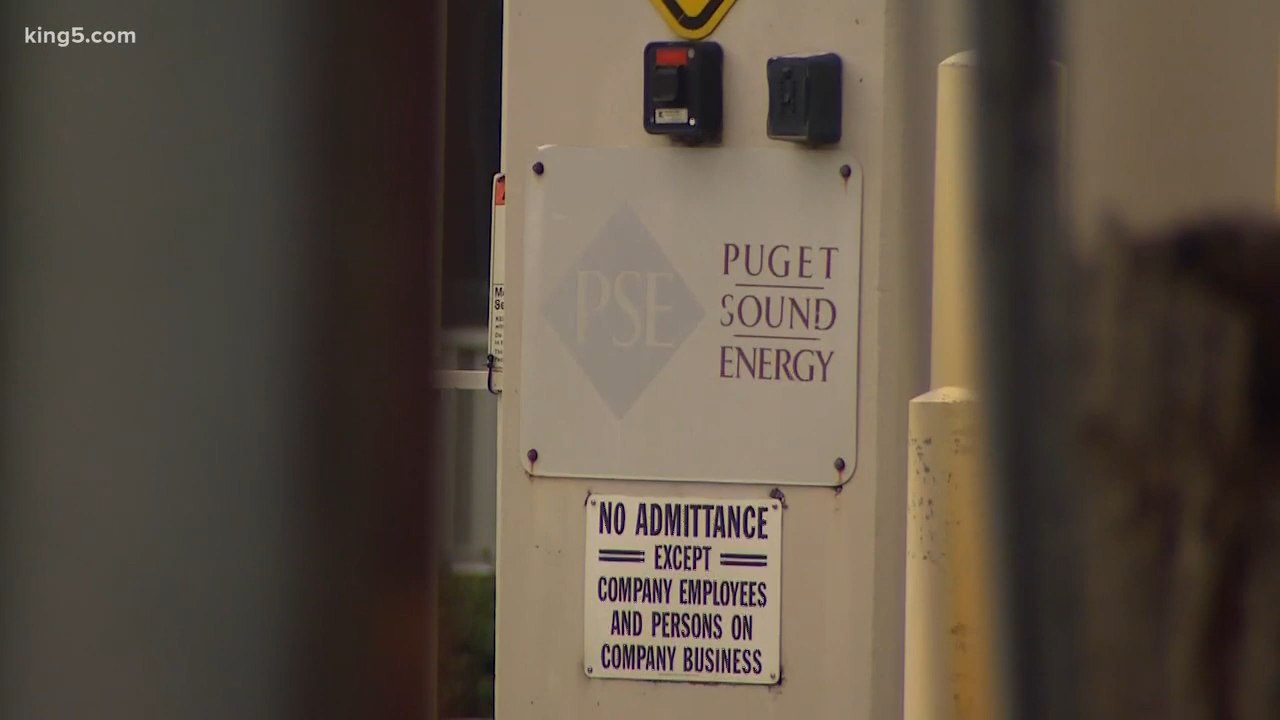 king5.com
PSE
PUGET
SOUND
ENERGY
NO ADMITTANCE
EXCEPT
COMPANY EMPLOYEES
AND PERSONS ON
COMPANY BUSINESS